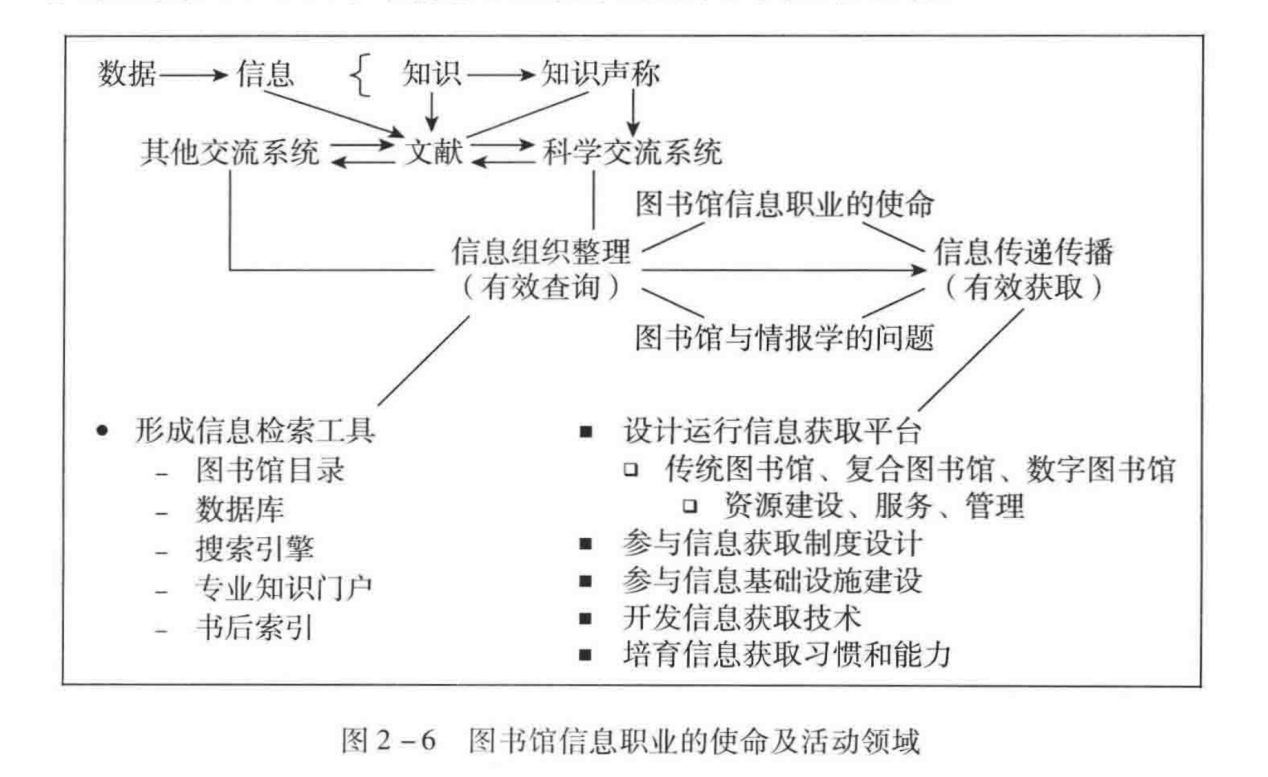 数据 信息 { 知识 知识声称
其他交流系统 文献 科学交流系统
图书馆信息职业的使命
信息组织整理 信息传递传播
(有效查询) (有效获取)
图书馆与情报学的问题
• 形成信息检索工具
– 图书馆目录
– 数据库
– 搜索引擎
– 专业知识门户
– 书后索引
■ 设计运行信息获取平台
❑ 传统图书馆、复合图书馆、数字图书馆
❑ 资源建设、服务、管理
■ 参与信息获取制度设计
■ 参与信息基础设施建设
■ 开发信息获取技术
■ 培育信息获取习惯和能力
图 2-6 图书馆信息职业的使命及活动领域